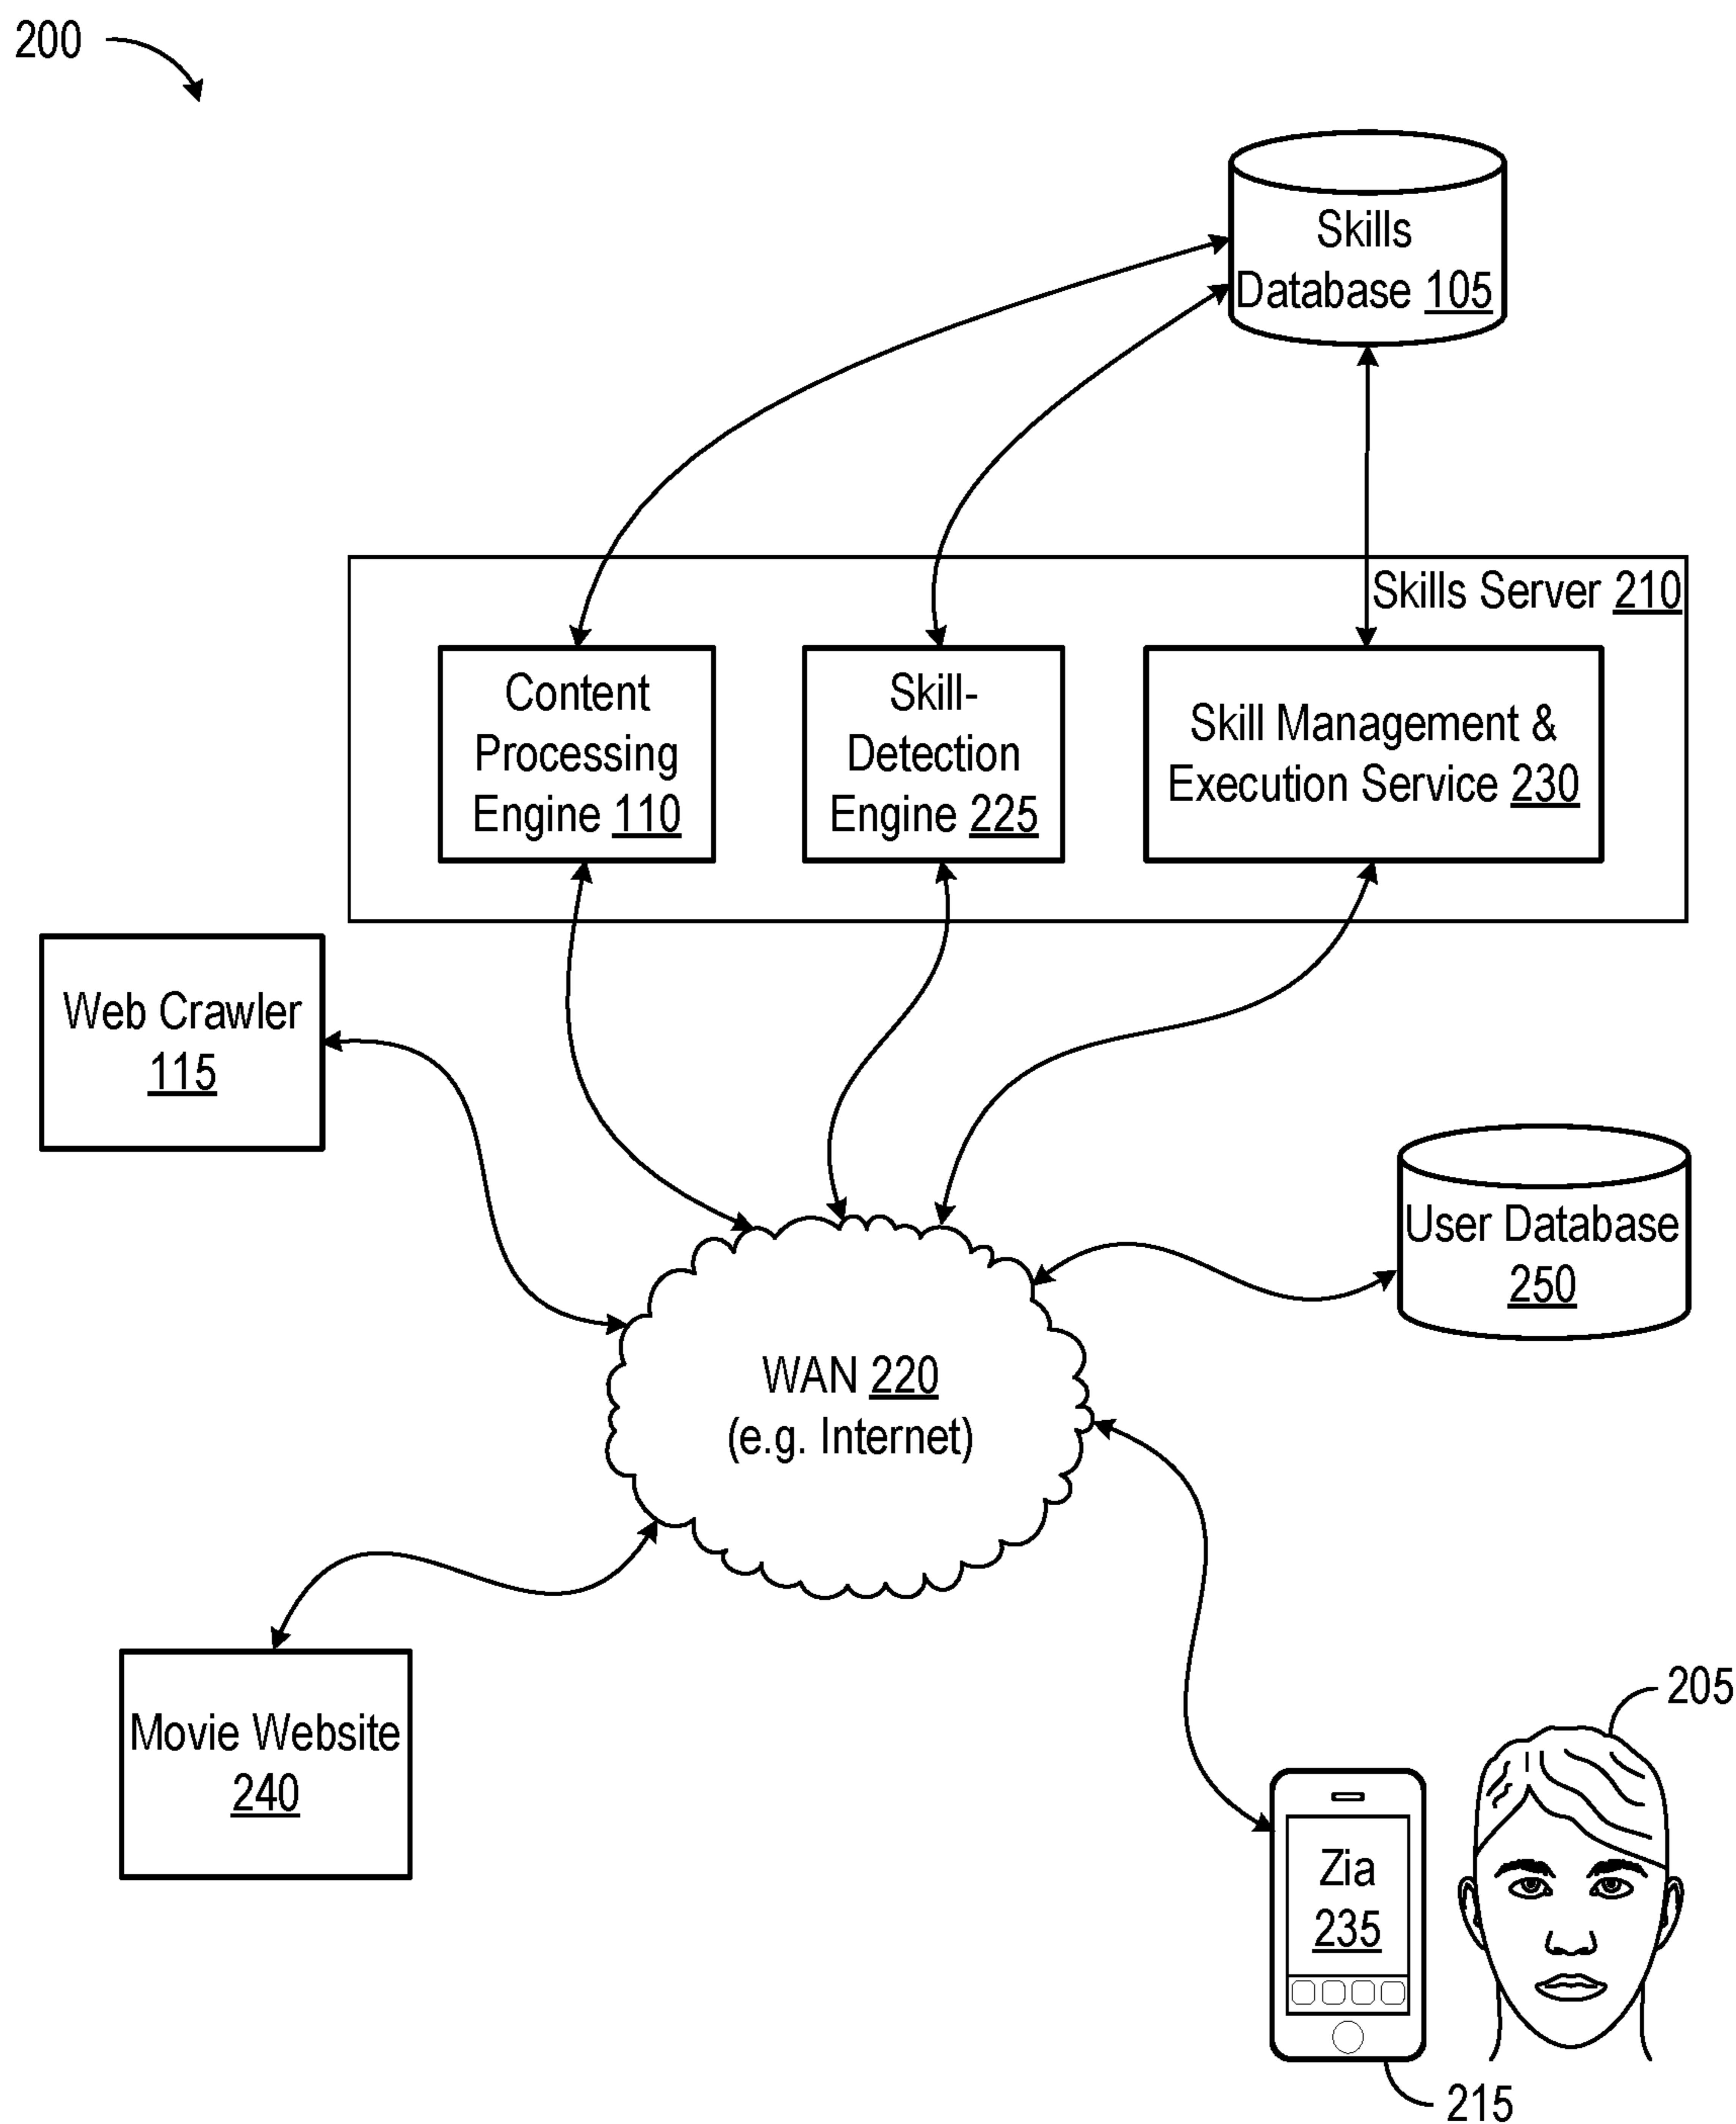 200
Skills
Database 105
Skills Server 210
Content
Processing
Engine 110
Skill-
Detection
Engine 225
Skill Management &
Execution Service 230
Web Crawler
115
User Database
250
WAN 220
(e.g. Internet)
Movie Website
240
205
Zia
235
215